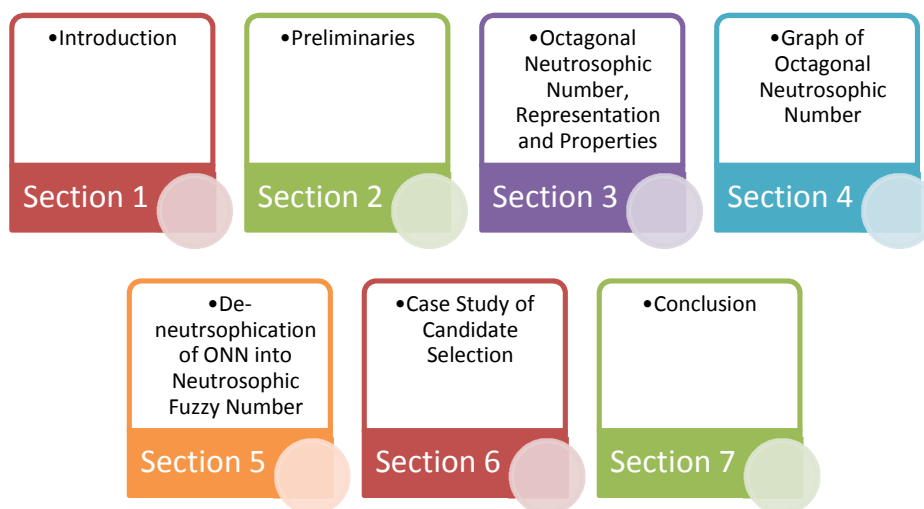 •Introduction
Section 1
•Preliminaries
Section 2
•Octagonal
Neutrosophic
Number,
Representation
and Properties
Section 3
•Graph of
Octagonal
Neutrosophic
Number
Section 4
•De-
neutrsophication
of ONN into
Neutrosophic
Fuzzy Number
Section 5
•Case Study of
Candidate
Selection
Section 6
•Conclusion
Section 7